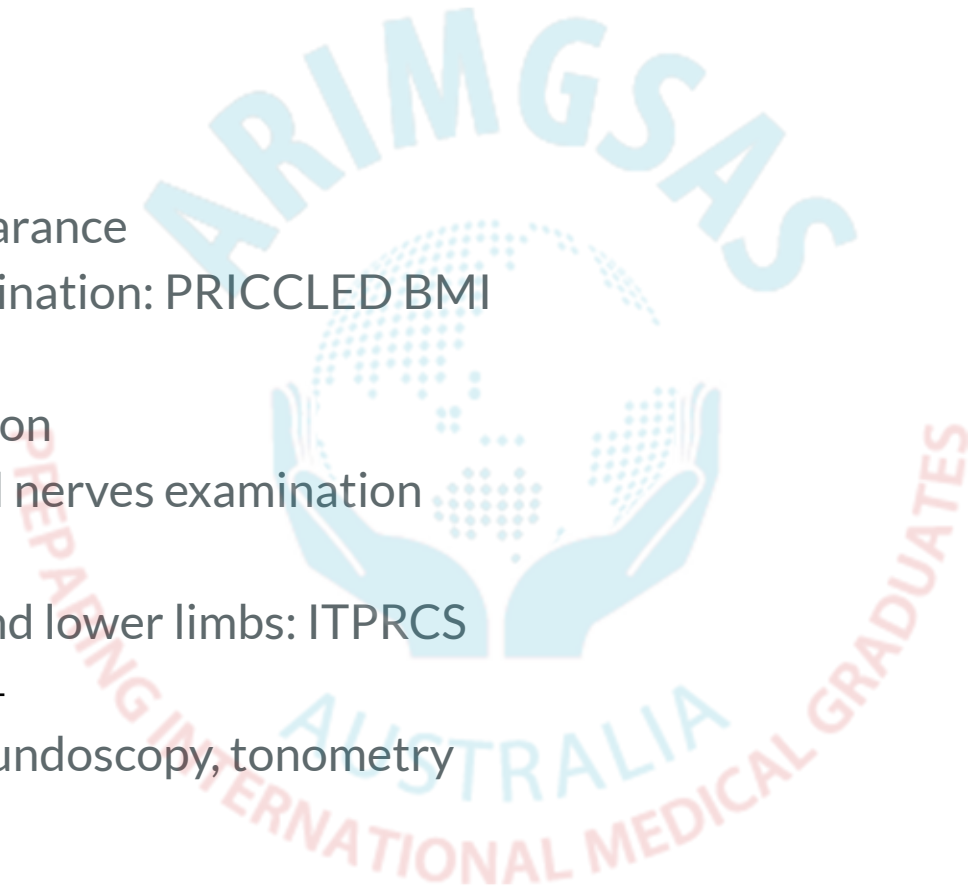 ARIMGSAS
arance
ination: PRICCLED BMI
on
l nerves examination
nd lower limbs: ITPRCS
undoscopy, tonometry
AUSTRALIA
PREPARING INTERNATIONAL MEDICAL GRADUATES